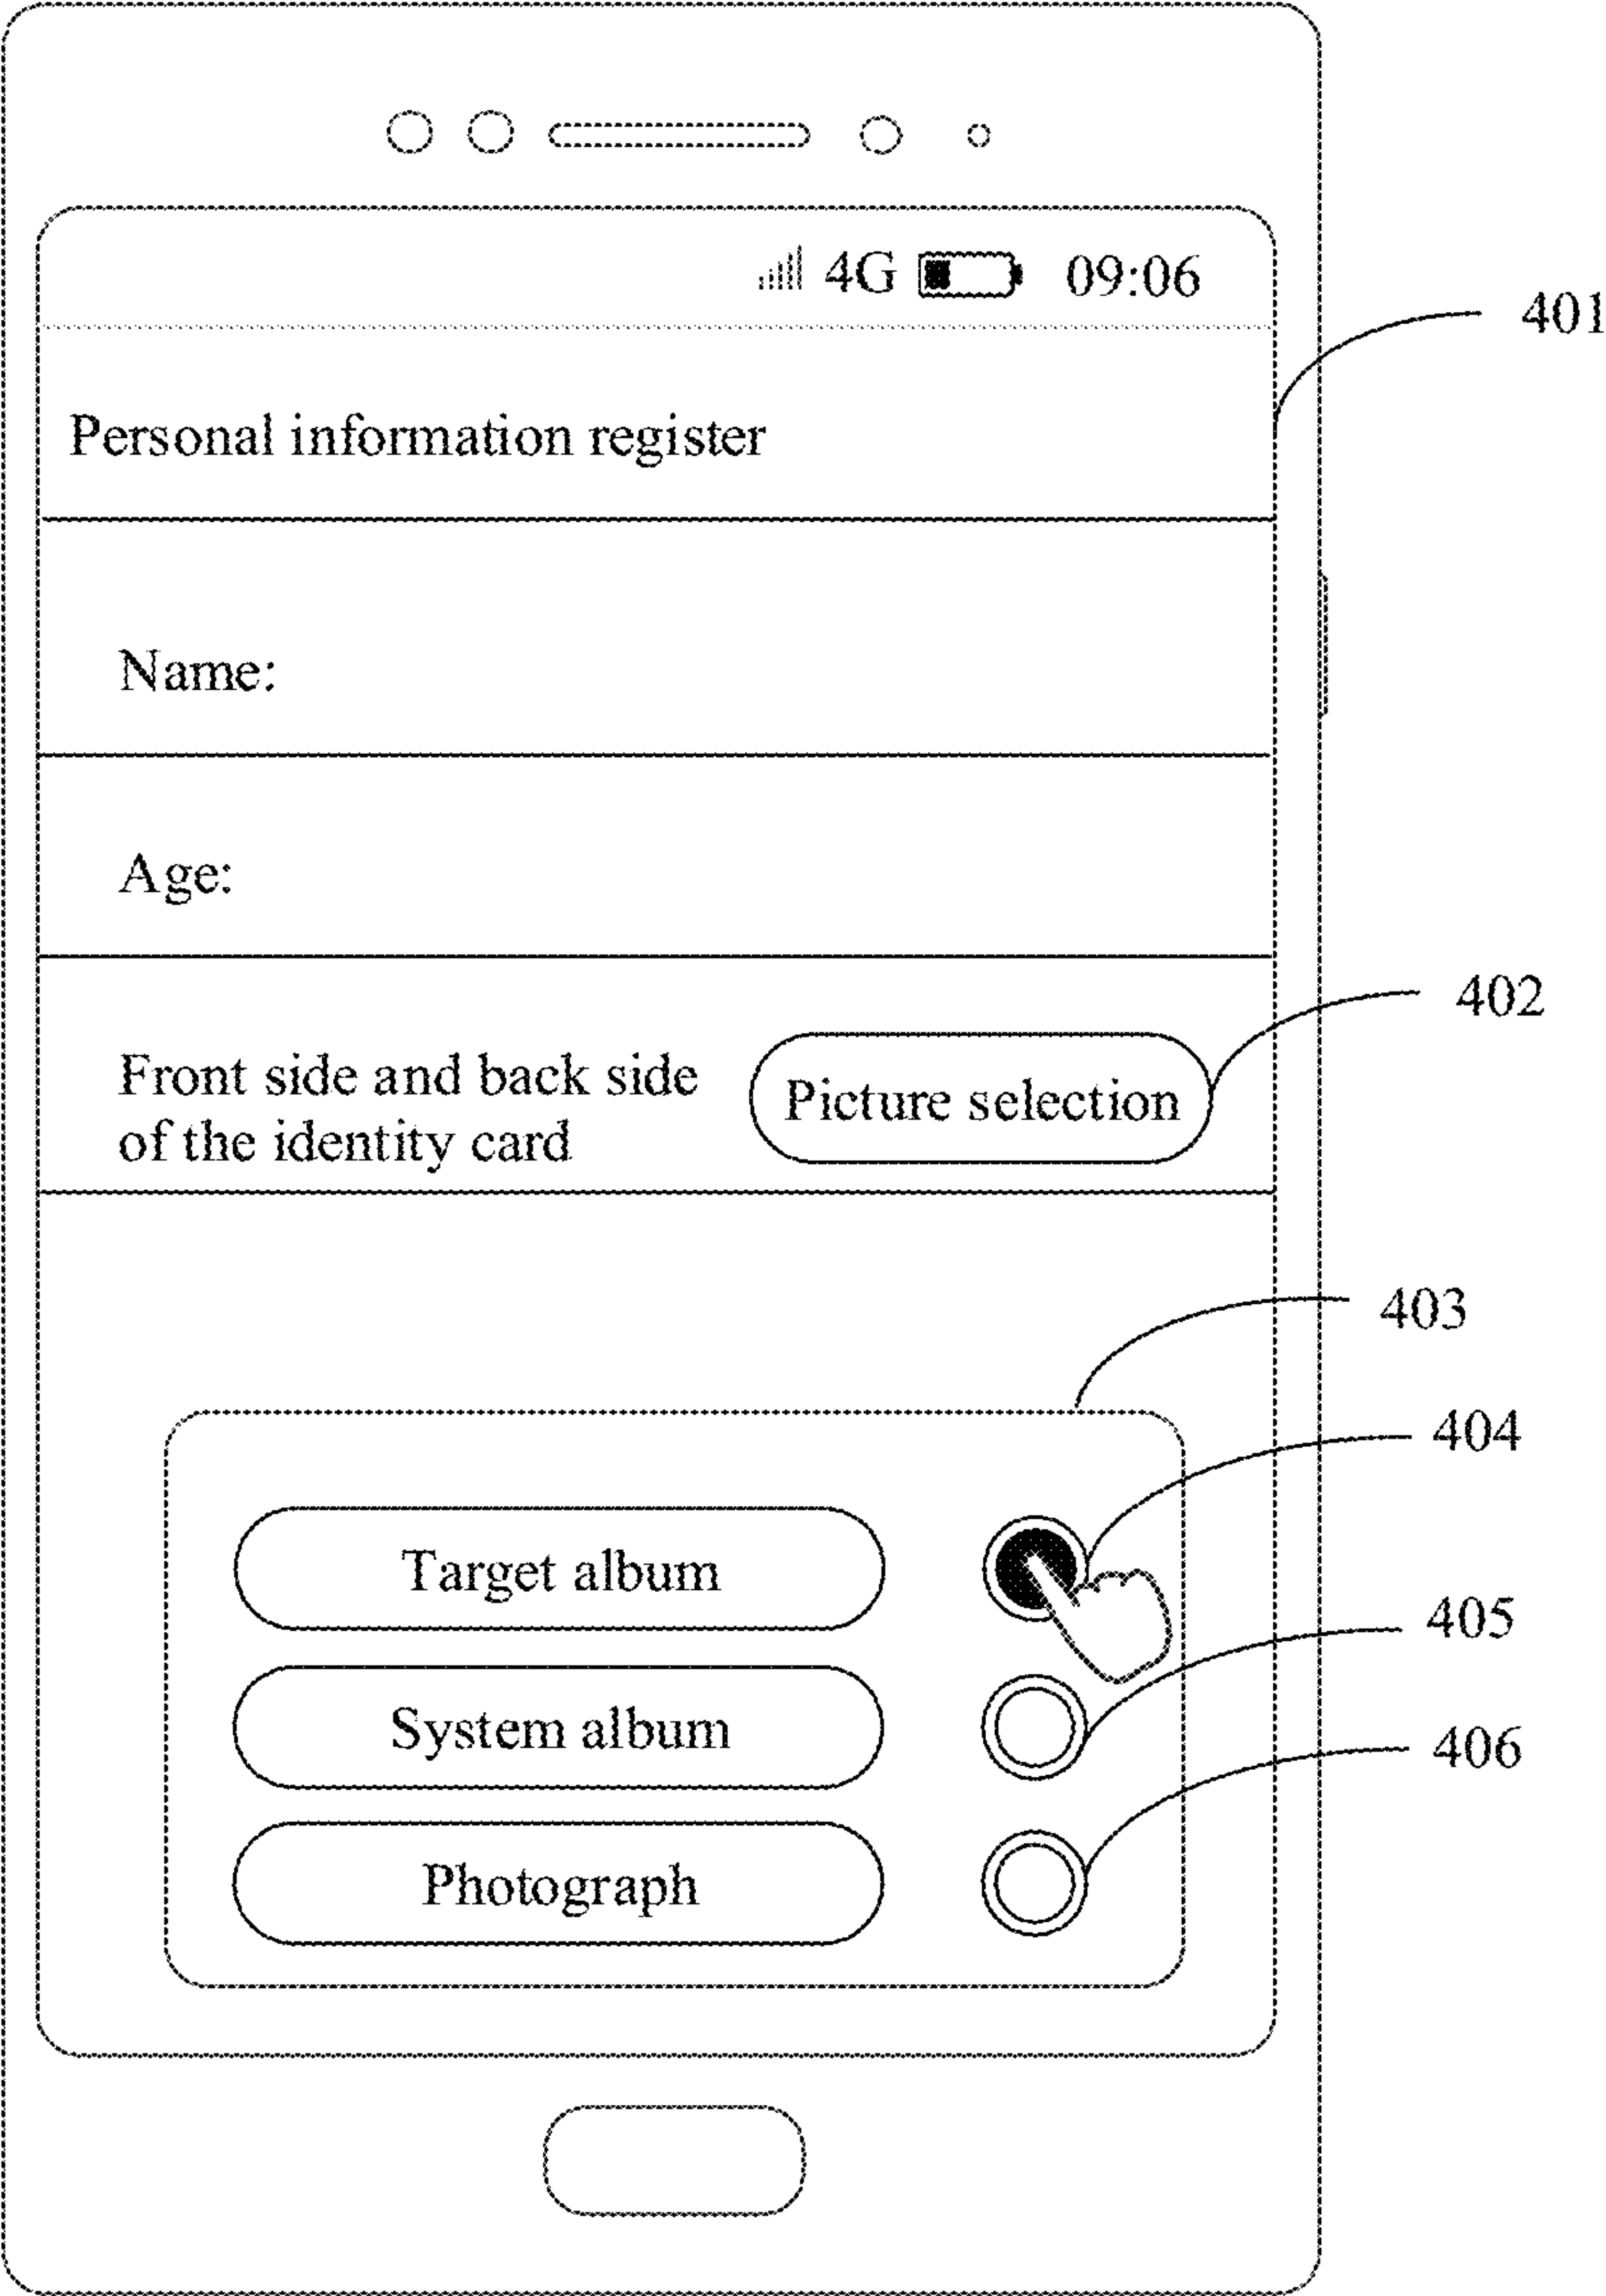 4G 09:06
401
Personal information register
Name:
Age:
402
Front side and back side
of the identity card
Picture selection
403
404
Target album
405
System album
406
Photograph